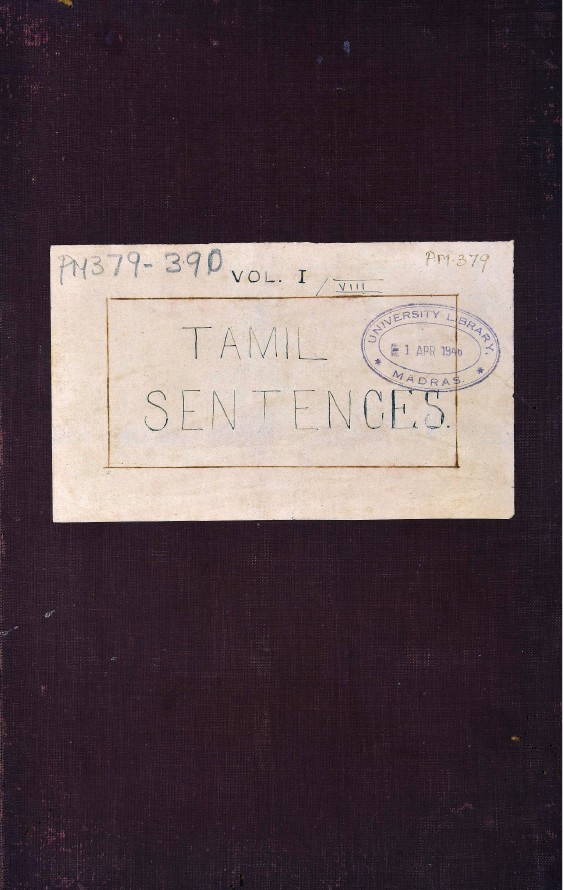 PM379-390
PM.379
VOL. I / VIII
TAMIL
SENTENCES.
UNIVERSITY LIBRARY,
1 APR 1946
* MADRAS. *